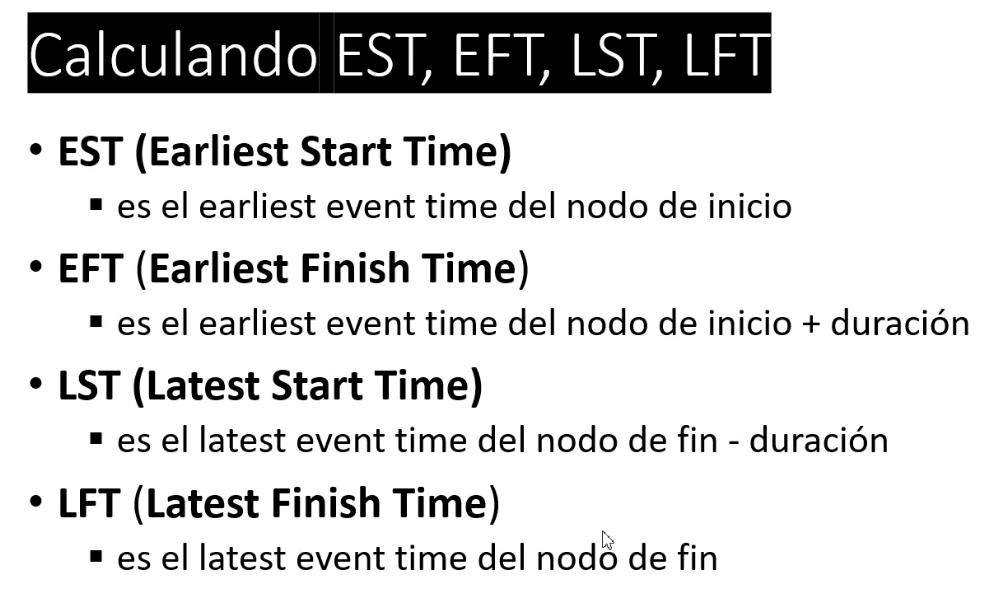 Calculando EST, EFT, LST, LFT
• EST (Earliest Start Time)
▪ es el earliest event time del nodo de inicio
• EFT (Earliest Finish Time)
▪ es el earliest event time del nodo de inicio + duración
• LST (Latest Start Time)
▪ es el latest event time del nodo de fin - duración
• LFT (Latest Finish Time)
▪ es el latest event time del nodo de fin